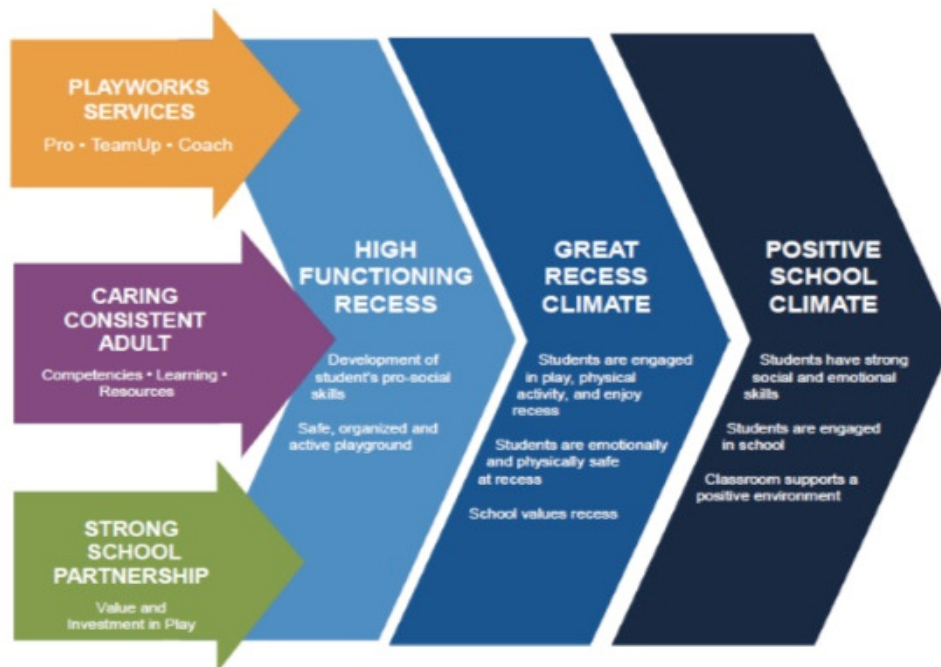 PLAYWORKS
SERVICES
Pro • TeamUp • Coach
CARING
CONSISTENT
ADULT
Competencies • Learning •
Resources
STRONG
SCHOOL
PARTNERSHIP
Value and
Investment in Play
HIGH
FUNCTIONING
RECESS
Development of
student's pro-social
skills
Safe, organized and
active playground
GREAT
RECESS
CLIMATE
Students are engaged
in play, physical
activity, and enjoy
recess
Students are emotionally
and physically safe
at recess
School values recess
POSITIVE
SCHOOL
CLIMATE
Students have strong
social and emotional
skills
Students are engaged
in school
Classroom supports a
positive environment